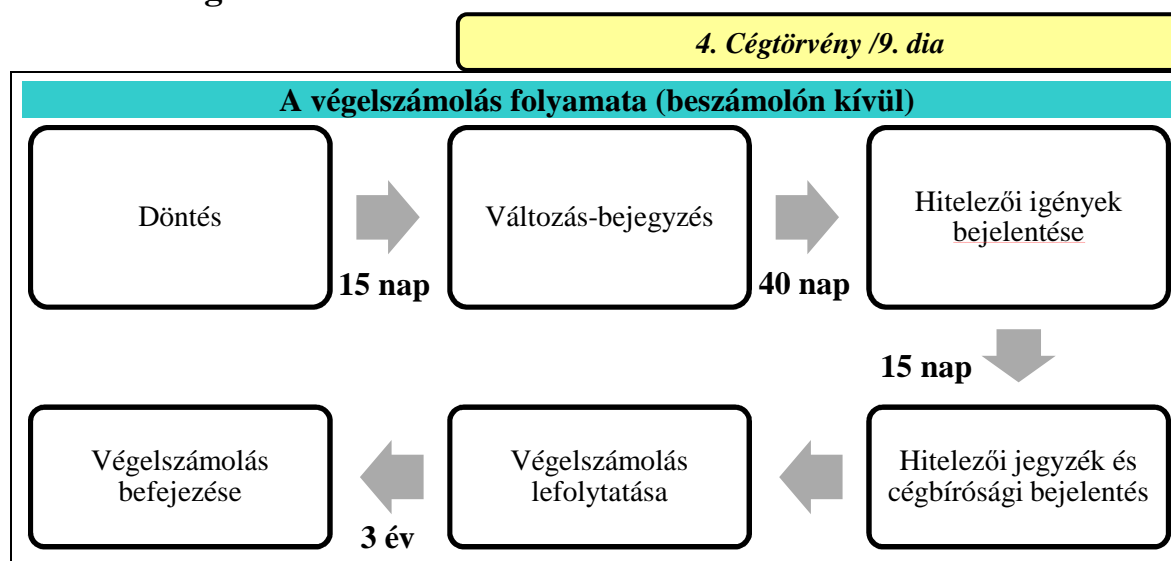 4. Cégtörvény /9. dia
A végelszámolás folyamata (beszámolón kívül)
Döntés
15 nap
Változás-bejegyzés
40 nap
Hitelezői igények
bejelentése
15 nap
Hitelezői jegyzék és
cégbírósági bejelentés
Végelszámolás
lefolytatása
3 év
Végelszámolás
befejezése